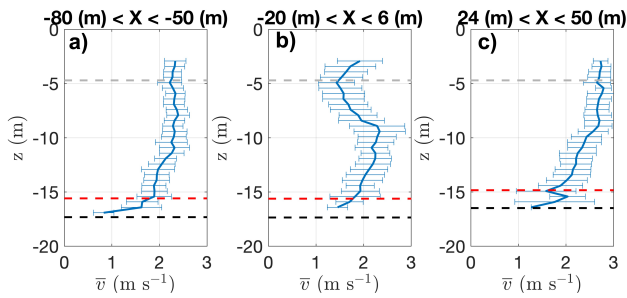 -80 (m) < X < -50 (m)
-20 (m) < X < 6 (m)
24 (m) < X < 50 (m)
a)
b)
c)
0
-5
-10
-15
-20
z (m)
0 1 2 3
v̅ (m s⁻¹)
0
-5
-10
-15
-20
z (m)
0 1 2 3
v̅ (m s⁻¹)
0
-5
-10
-15
-20
z (m)
0 1 2 3
v̅ (m s⁻¹)